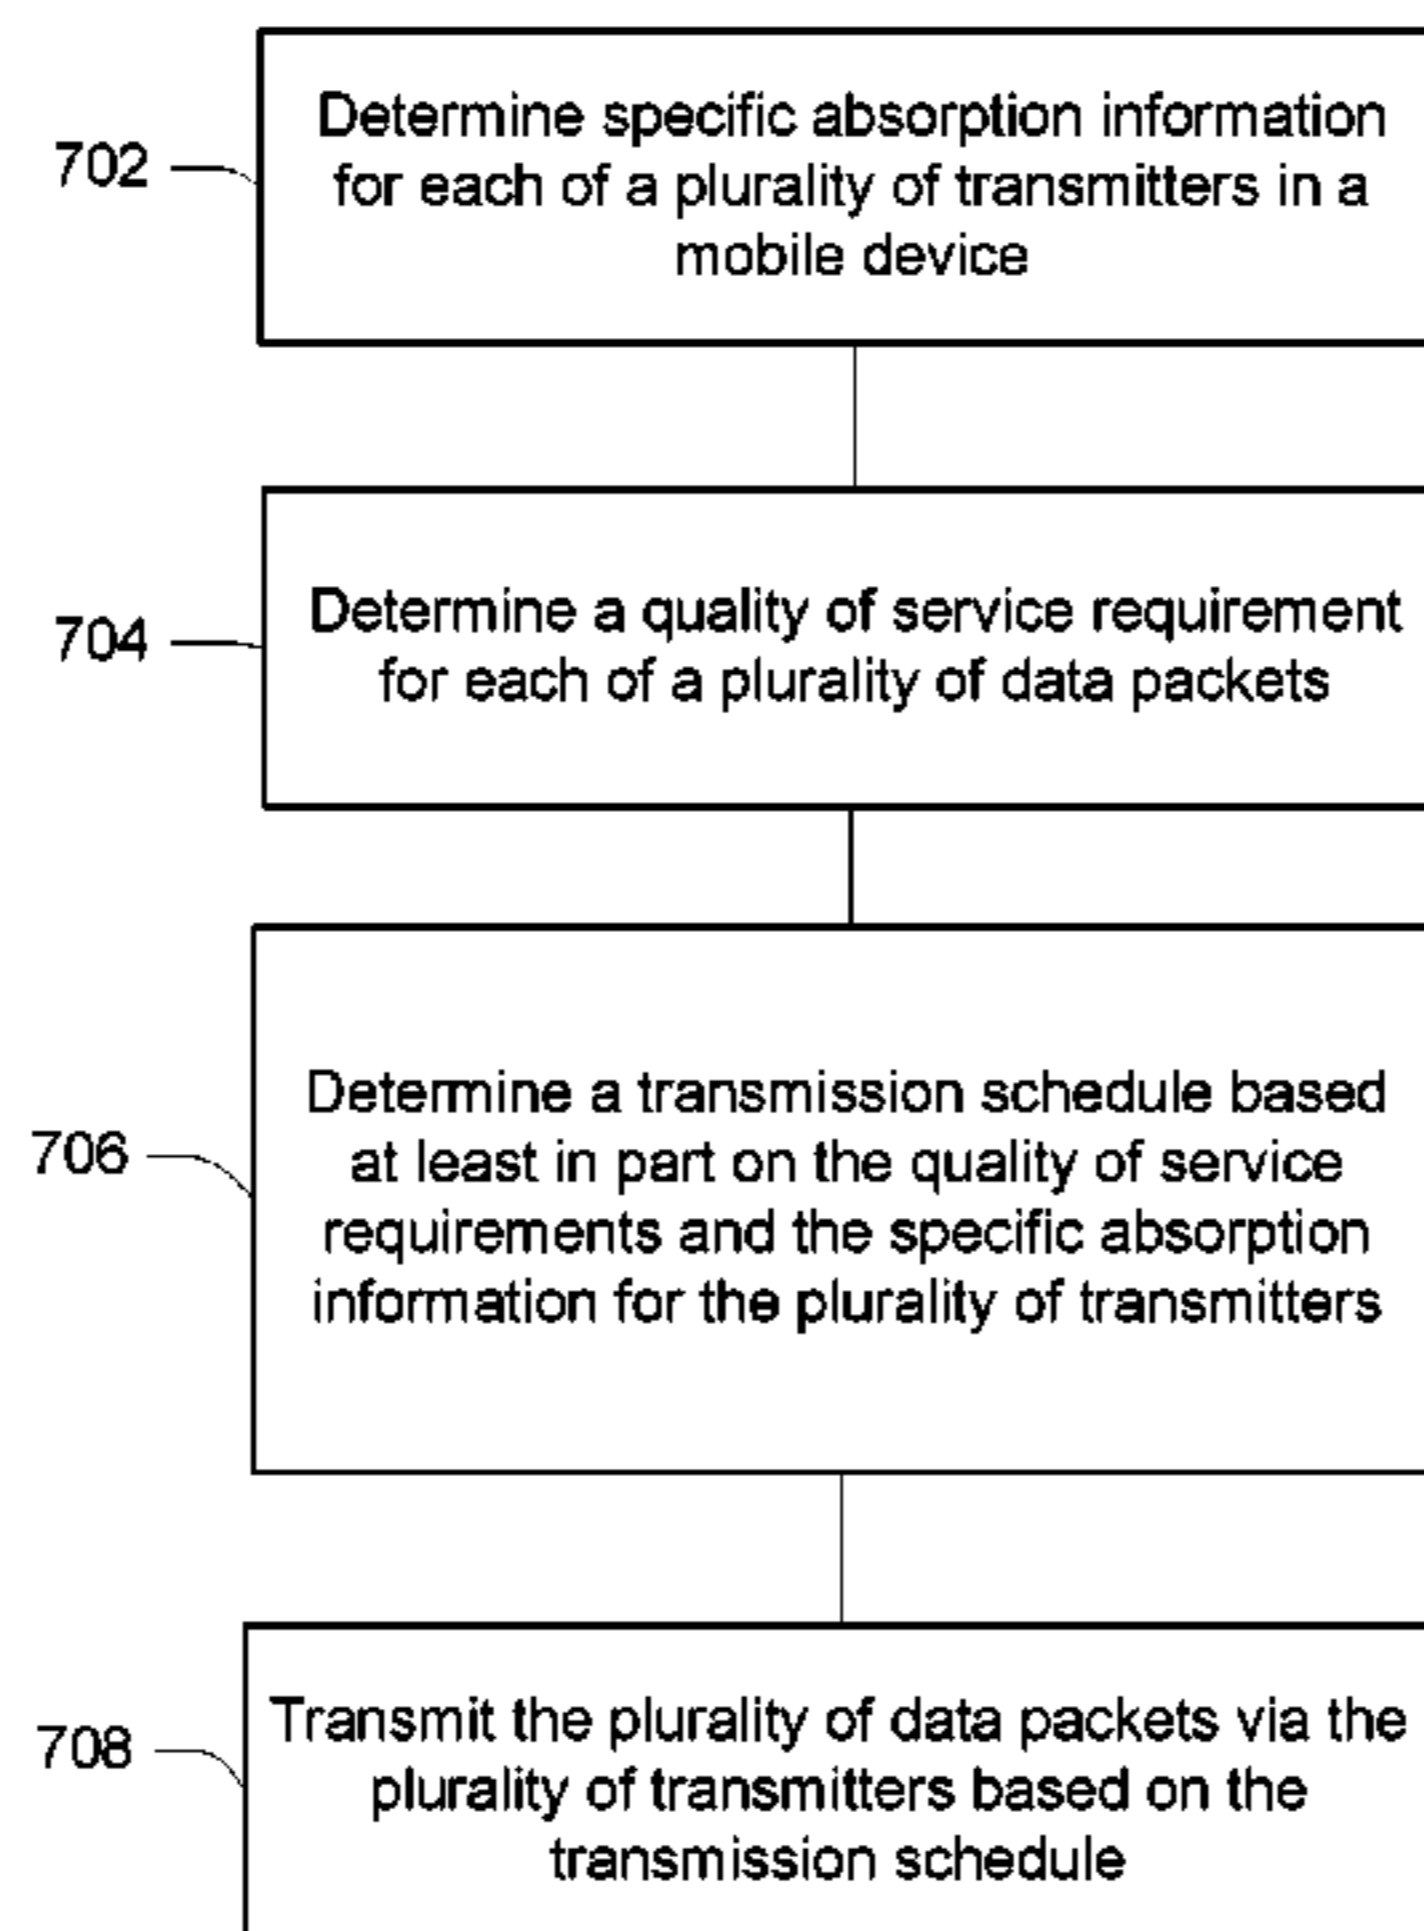 702
Determine specific absorption information
for each of a plurality of transmitters in a
mobile device
704
Determine a quality of service requirement
for each of a plurality of data packets
706
Determine a transmission schedule based
at least in part on the quality of service
requirements and the specific absorption
information for the plurality of transmitters
708
Transmit the plurality of data packets via the
plurality of transmitters based on the
transmission schedule